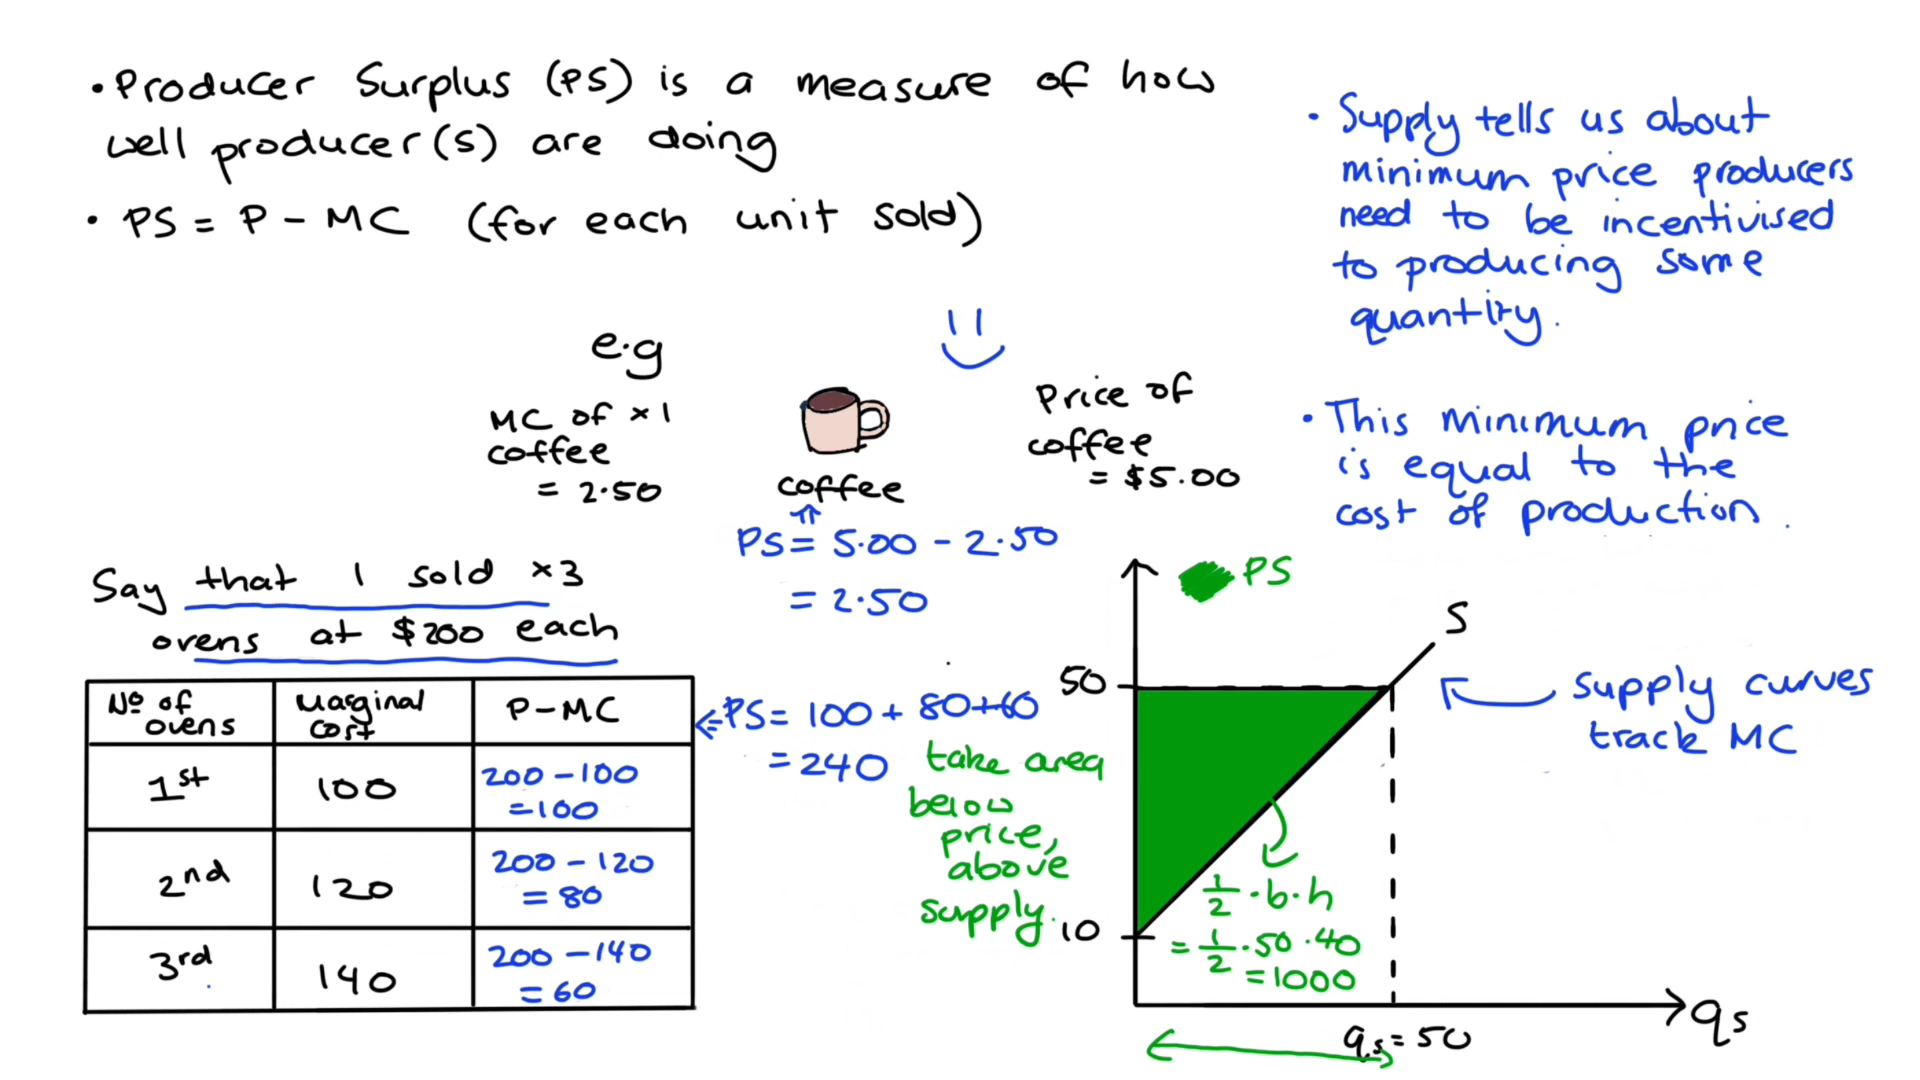 • Producer Surplus (PS) is a measure of how
well producer(s) are doing
• PS = P - MC (for each unit sold)
e.g
MC of ×1
coffee
= 2.50
coffee
Price of
coffee
= $5.00
PS = 5.00 - 2.50
= 2.50
Say that I sold ×3
ovens at $200 each
Nº of
ovens
Marginal
cost
P-MC
1st
100
200 - 100
= 100
2nd
120
200 - 120
= 80
3rd
140
200 - 140
= 60
PS = 100 + 80+60
= 240
take area
below
price,
above
supply.
• Supply tells us about
minimum price producers
need to be incentivised
to producing some
quantity.
• This minimum price
is equal to the
cost of production.
PS
S
50
10
supply curves
track MC
1/2 · b · h
= 1/2 · 50 · 40
= 1000
qs = 50
qs